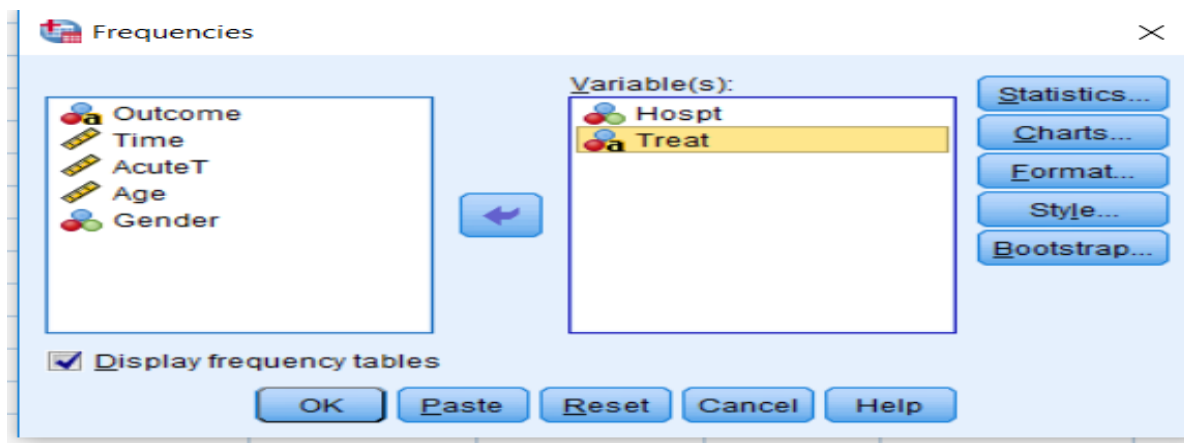 Frequencies
Outcome
Time
AcuteT
Age
Gender
Variable(s):
Hospt
Treat
Statistics...
Charts...
Format...
Style...
Bootstrap...
Display frequency tables
OK Paste Reset Cancel Help